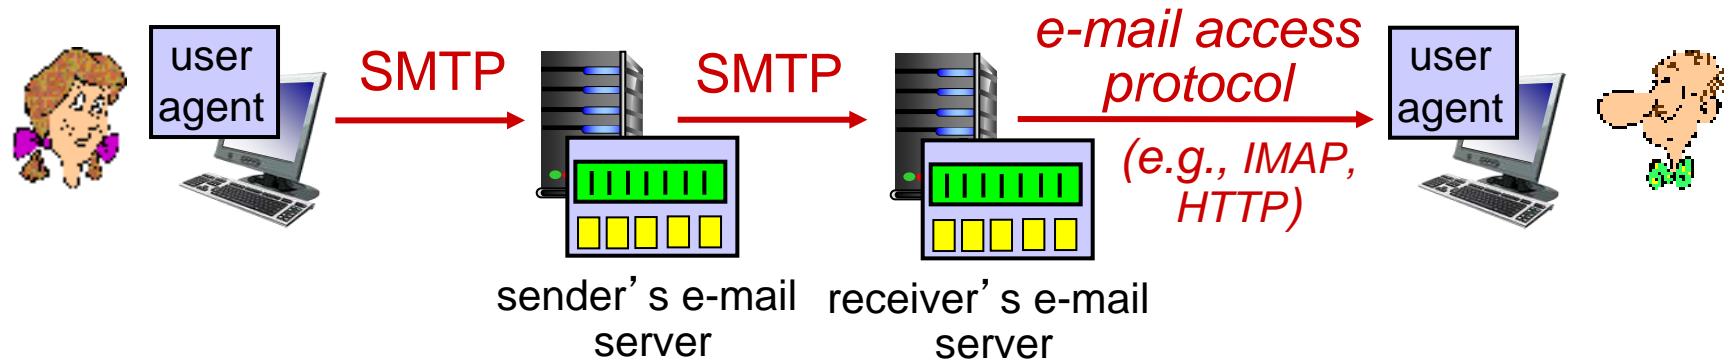 user
agent
SMTP
SMTP
e-mail access
protocol
(e.g., IMAP,
HTTP)
user
agent
sender’s e-mail
server
receiver’s e-mail
server